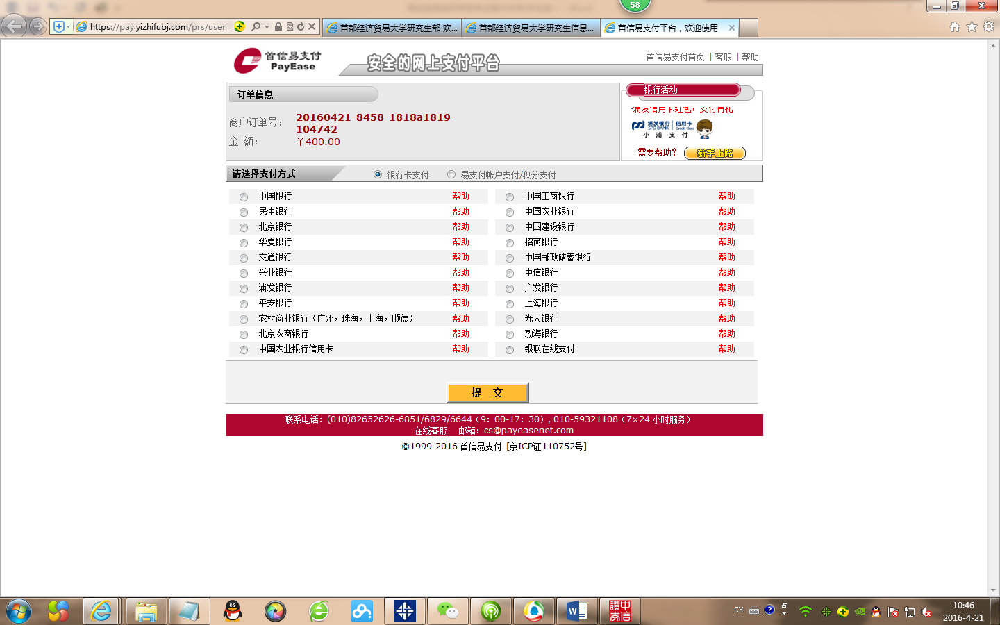 58
https://pay.yizhifubj.com/prs/user_
首都经济贸易大学研究生部 欢...
首都经济贸易大学研究生信息...
首信易支付平台，欢迎使用
首信易支付
PayEase
安全的网上支付平台
首信易支付首页 | 客服 | 帮助
订单信息
商户订单号：
20160421-8458-1818a1819-
104742
金 额：
￥400.00
银行活动
·浦发信用卡红包，支付有礼
浦发银行 信用卡
SPD BANK Credit Card
小 浦 支 付
需要帮助？ 新手上路
请选择支付方式 银行卡支付 易支付帐户支付/积分支付
中国银行 帮助 中国工商银行 帮助
民生银行 帮助 中国农业银行 帮助
北京银行 帮助 中国建设银行 帮助
华夏银行 帮助 招商银行 帮助
交通银行 帮助 中国邮政储蓄银行 帮助
兴业银行 帮助 中信银行 帮助
浦发银行 帮助 广发银行 帮助
平安银行 帮助 上海银行 帮助
农村商业银行（广州，珠海，上海，顺德） 帮助 光大银行 帮助
北京农商银行 帮助 渤海银行 帮助
中国农业银行信用卡 帮助 银联在线支付 帮助
提 交
联系电话：(010)82652626-6851/6829/6644（9：00-17：30）, 010-59321108（7×24 小时服务）
在线客服 邮箱：cs@payeasenet.com
©1999-2016 首信易支付 [京ICP证110752号]
CH
10:46
2016-4-21